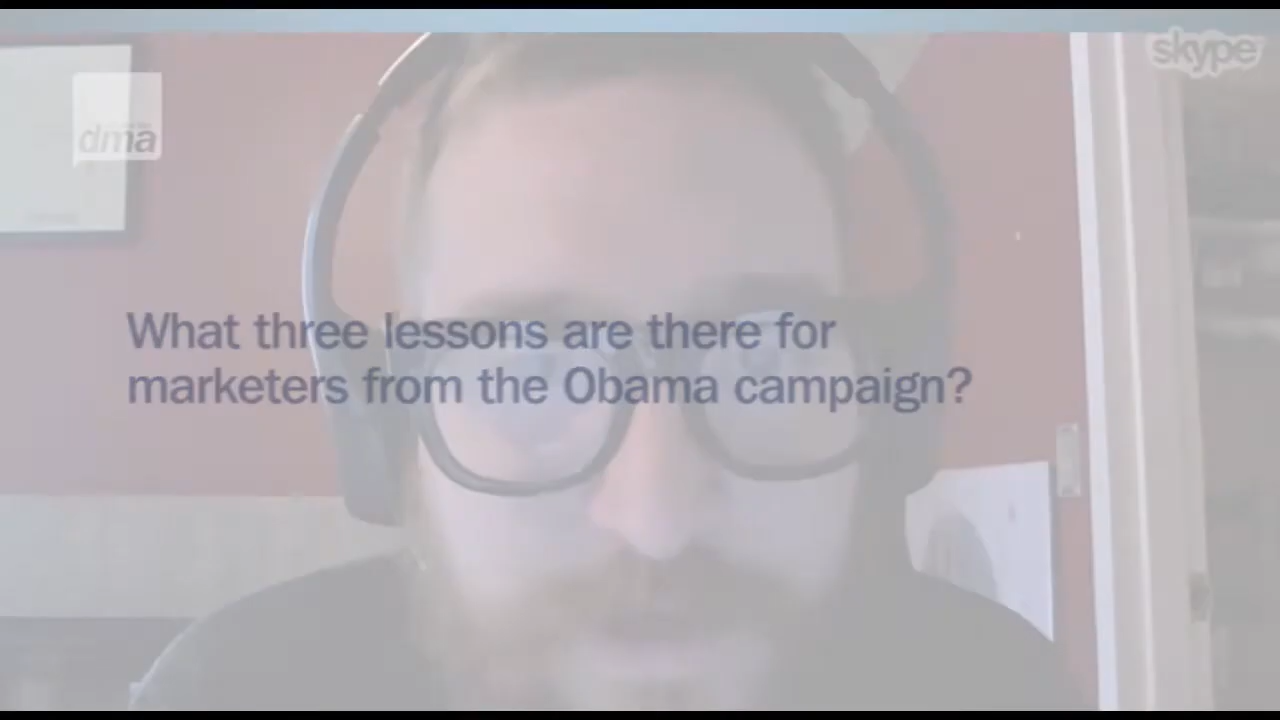 skype
dma
What three lessons are there for
marketers from the Obama campaign?